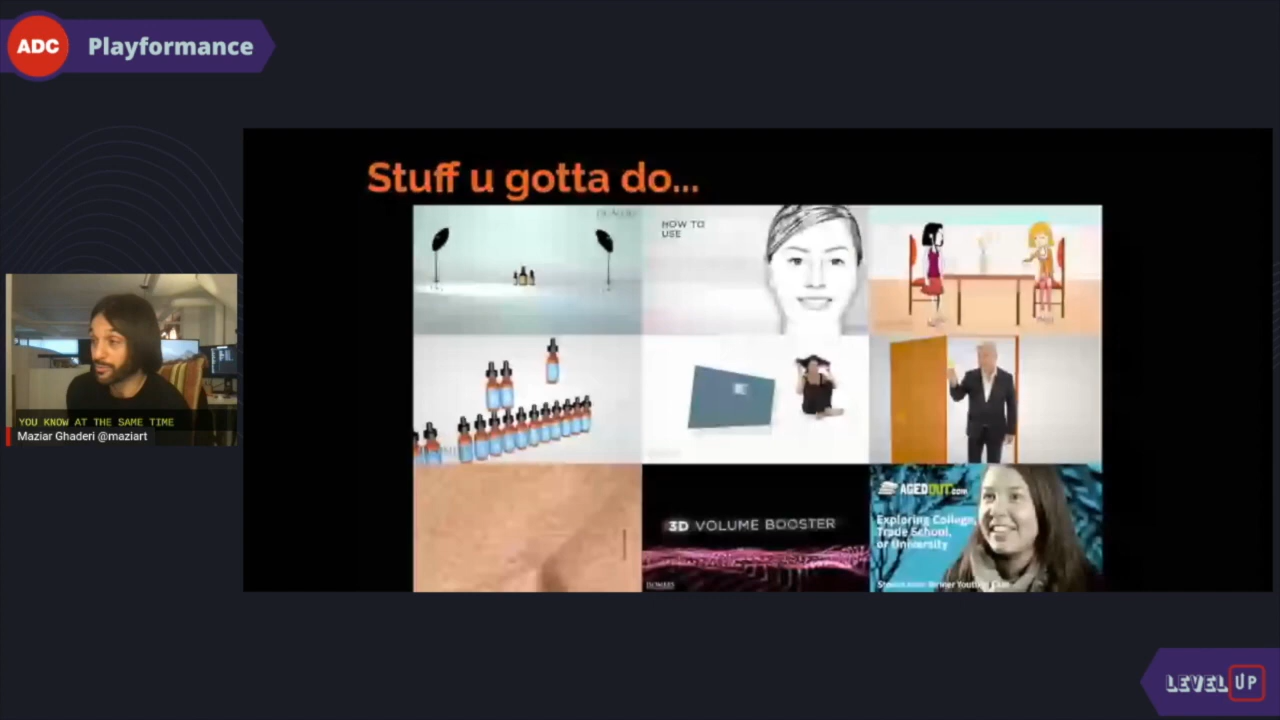 ADC
Playformance
Stuff u gotta do...
HOW TO
USE
YOU KNOW AT THE SAME TIME
Maziar Ghaderi @maziart
3D VOLUME BOOSTER
AGEDOUT.com
Exploring College,
Trade School,
or University
LEVEL UP